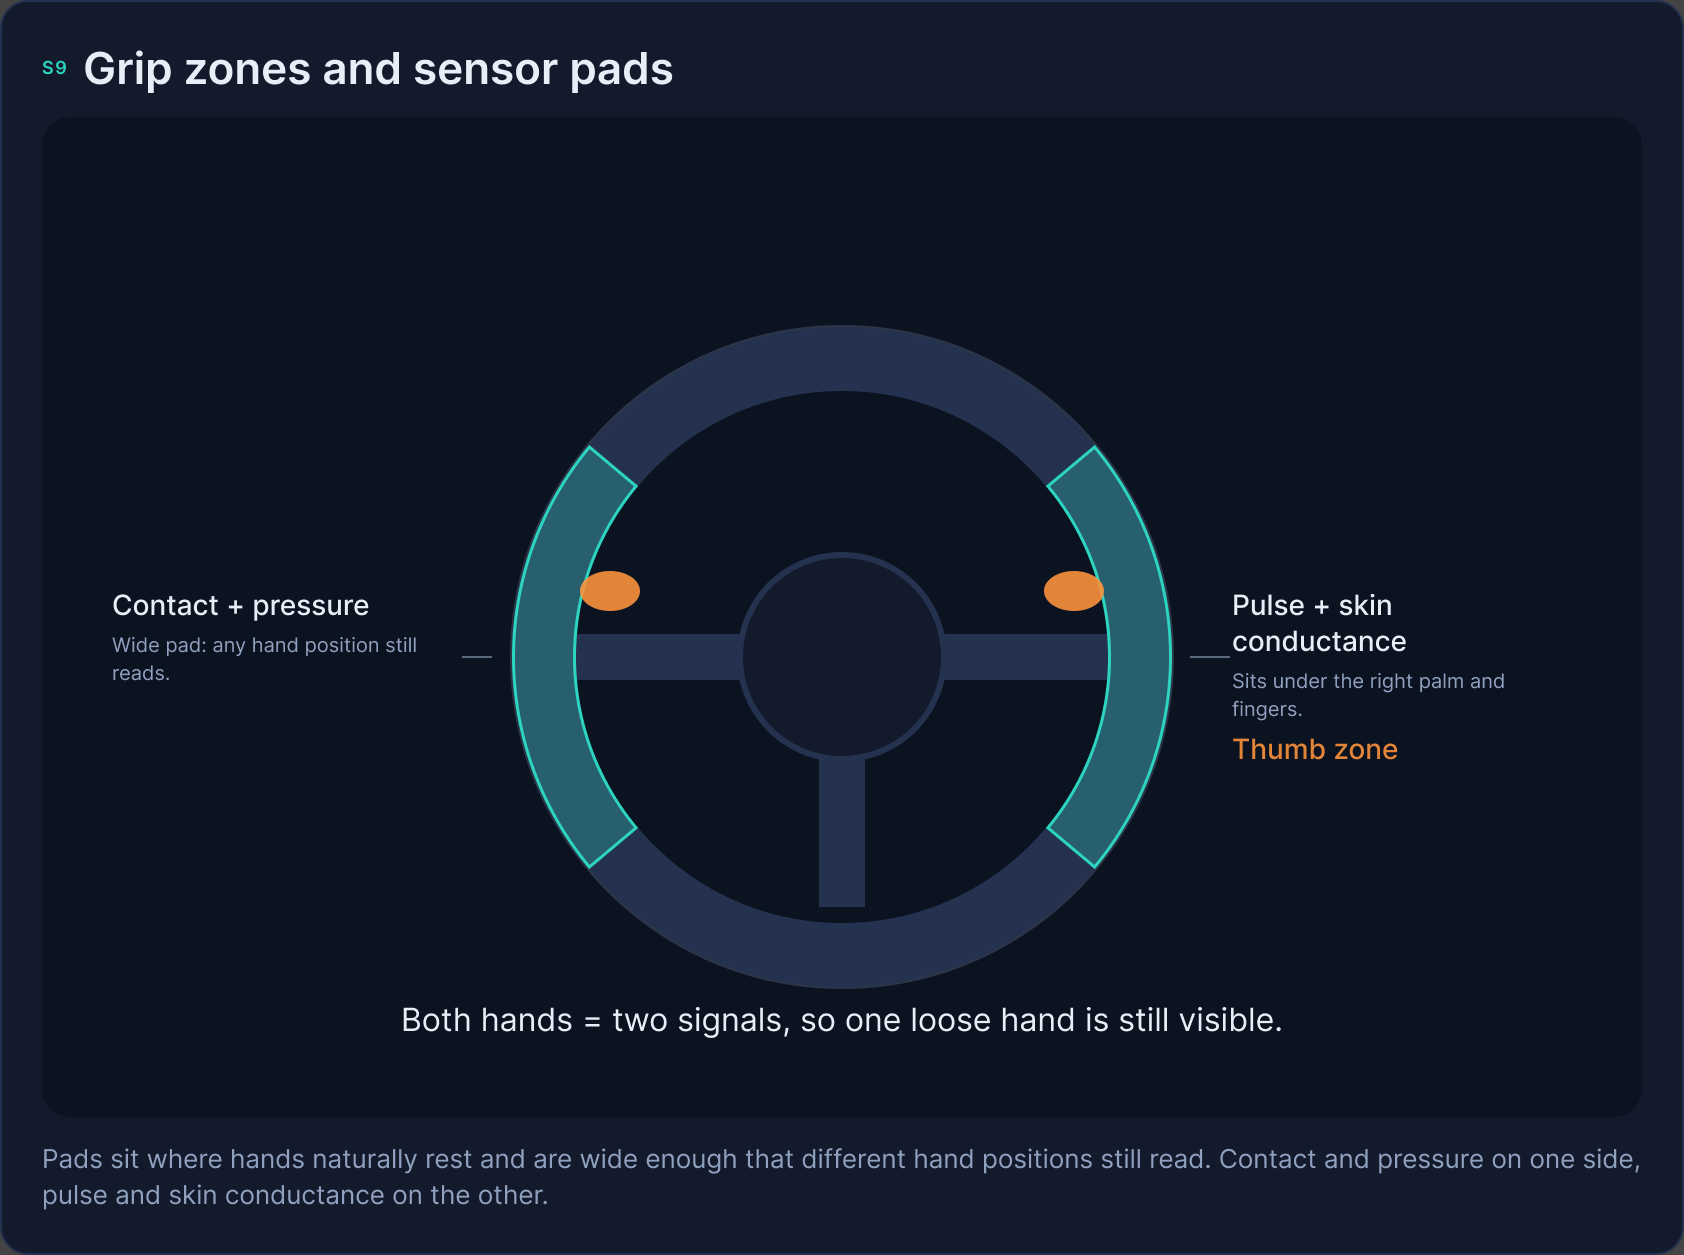 S9 Grip zones and sensor pads
Contact + pressure
Wide pad: any hand position still
reads.
Pulse + skin
conductance
Sits under the right palm and
fingers.
Thumb zone
Both hands = two signals, so one loose hand is still visible.
Pads sit where hands naturally rest and are wide enough that different hand positions still read. Contact and pressure on one side,
pulse and skin conductance on the other.